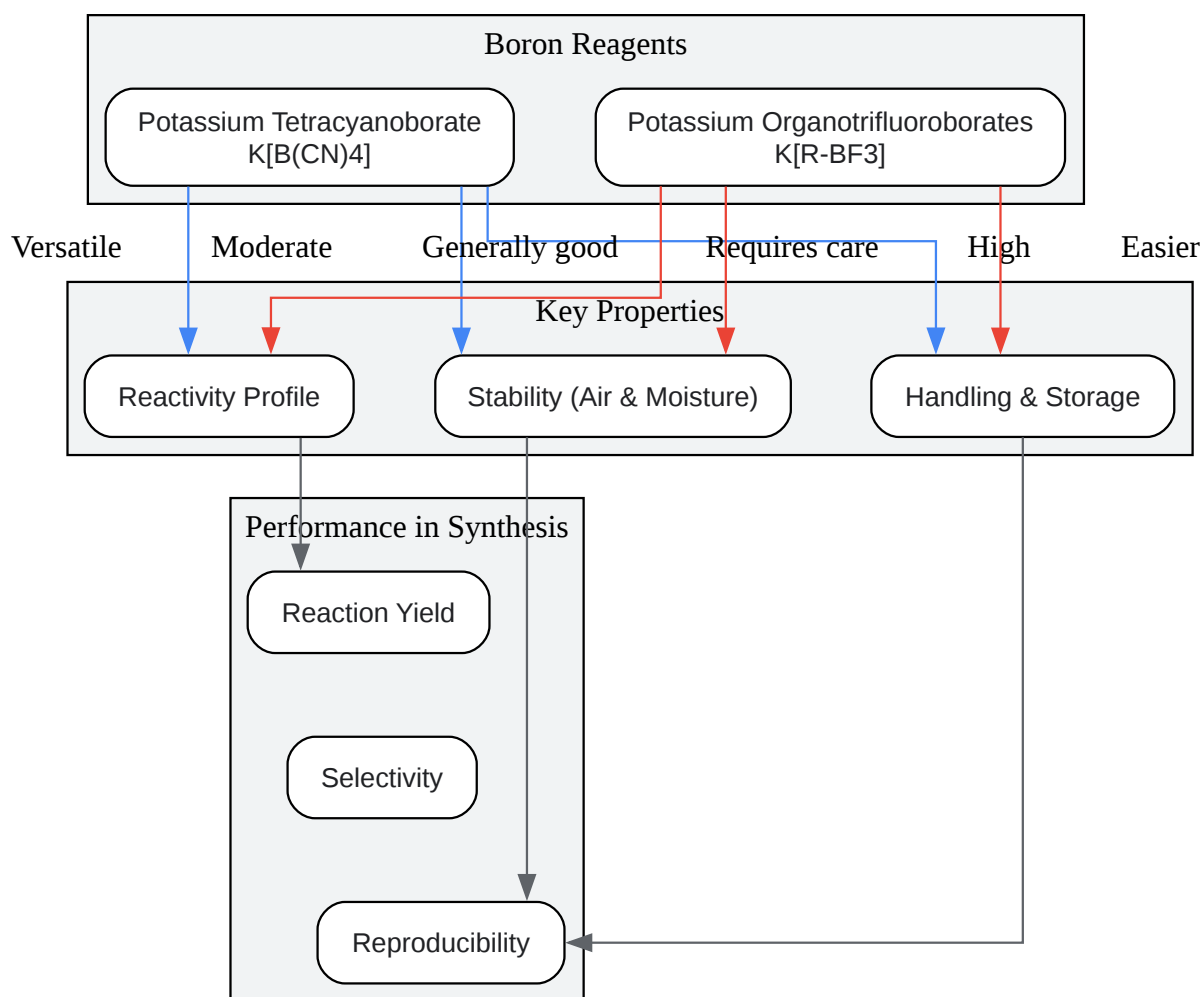 Boron Reagents
Potassium Tetracyanoborate
K[B(CN)4]
Potassium Organotrifluoroborates
K[R-BF3]
Versatile
Moderate
Generally good
Requires care
High
Easier
Key Properties
Reactivity Profile
Stability (Air & Moisture)
Handling & Storage
Performance in Synthesis
Reaction Yield
Selectivity
Reproducibility